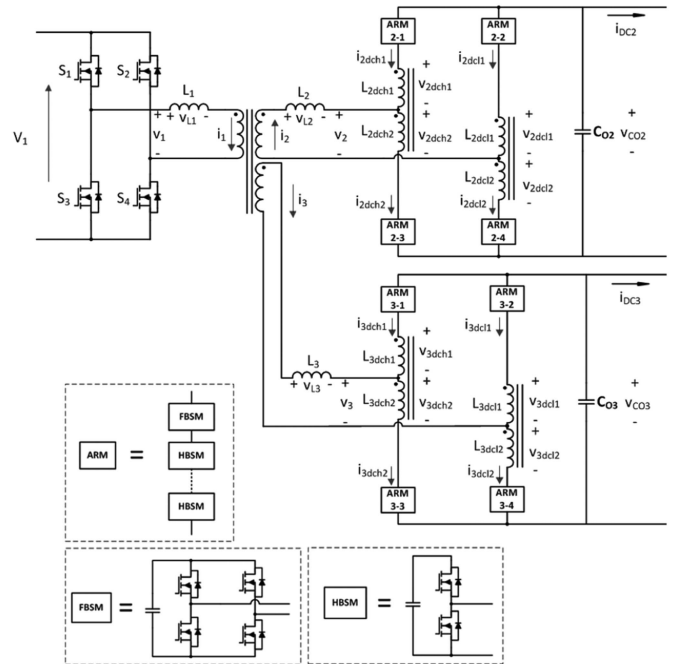 ARM 2-1
ARM 2-2
iDC2
i2dch1
i2dcl1
S1
S2
L1
L2
L2dch1
+
v2dch1
-
+ vL1 -
+ vL2 -
V1
+
v1
-
i1
i2
+
v2
-
L2dch2
+
v2dch2
-
L2dcl1
+
v2dcl1
-
CO2
+
vCO2
-
S3
S4
i3
i2dch2
L2dcl2
+
v2dcl2
-
i2dcl2
ARM 2-3
ARM 2-4
ARM 3-1
ARM 3-2
iDC3
i3dch1
i3dcl1
L3
L3dch1
+
v3dch1
-
+ vL3 -
+
v3
-
L3dch2
+
v3dch2
-
L3dcl1
+
v3dcl1
-
CO3
+
vCO3
-
i3dch2
L3dcl2
+
v3dcl2
-
i3dcl2
ARM 3-3
ARM 3-4
ARM = FBSM
HBSM
HBSM
FBSM =
HBSM =